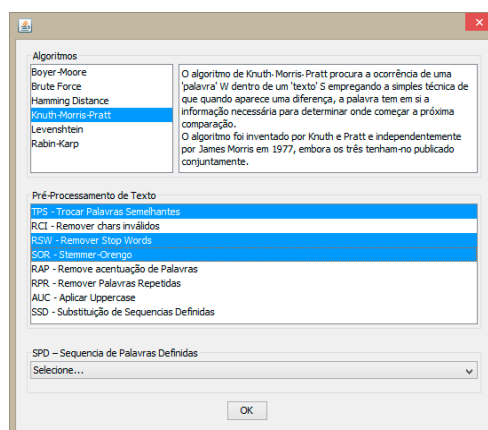 Algoritmos
Boyer-Moore
Brute Force
Hamming Distance
Knuth-Morris-Pratt
Levenshtein
Rabin-Karp
O algoritmo de Knuth-Morris-Pratt procura a ocorrência de uma
'palavra' W dentro de um 'texto' S empregando a simples técnica de
que quando aparece uma diferença, a palavra tem em si a
informação necessária para determinar onde começar a próxima
comparação.
O algoritmo foi inventado por Knuth e Pratt e independentemente
por James Morris em 1977, embora os três tenham-no publicado
conjuntamente.
Pré-Processamento de Texto
TPS - Trocar Palavras Semelhantes
RCI - Remover chars inválidos
RSW - Remover Stop Words
SOR - Stemmer-Orengo
RAP - Remove acentuação de Palavras
RPR - Remover Palavras Repetidas
AUC - Aplicar Uppercase
SSD - Substituição de Sequencias Definidas
SPD – Sequencia de Palavras Definidas
Selecione...
OK